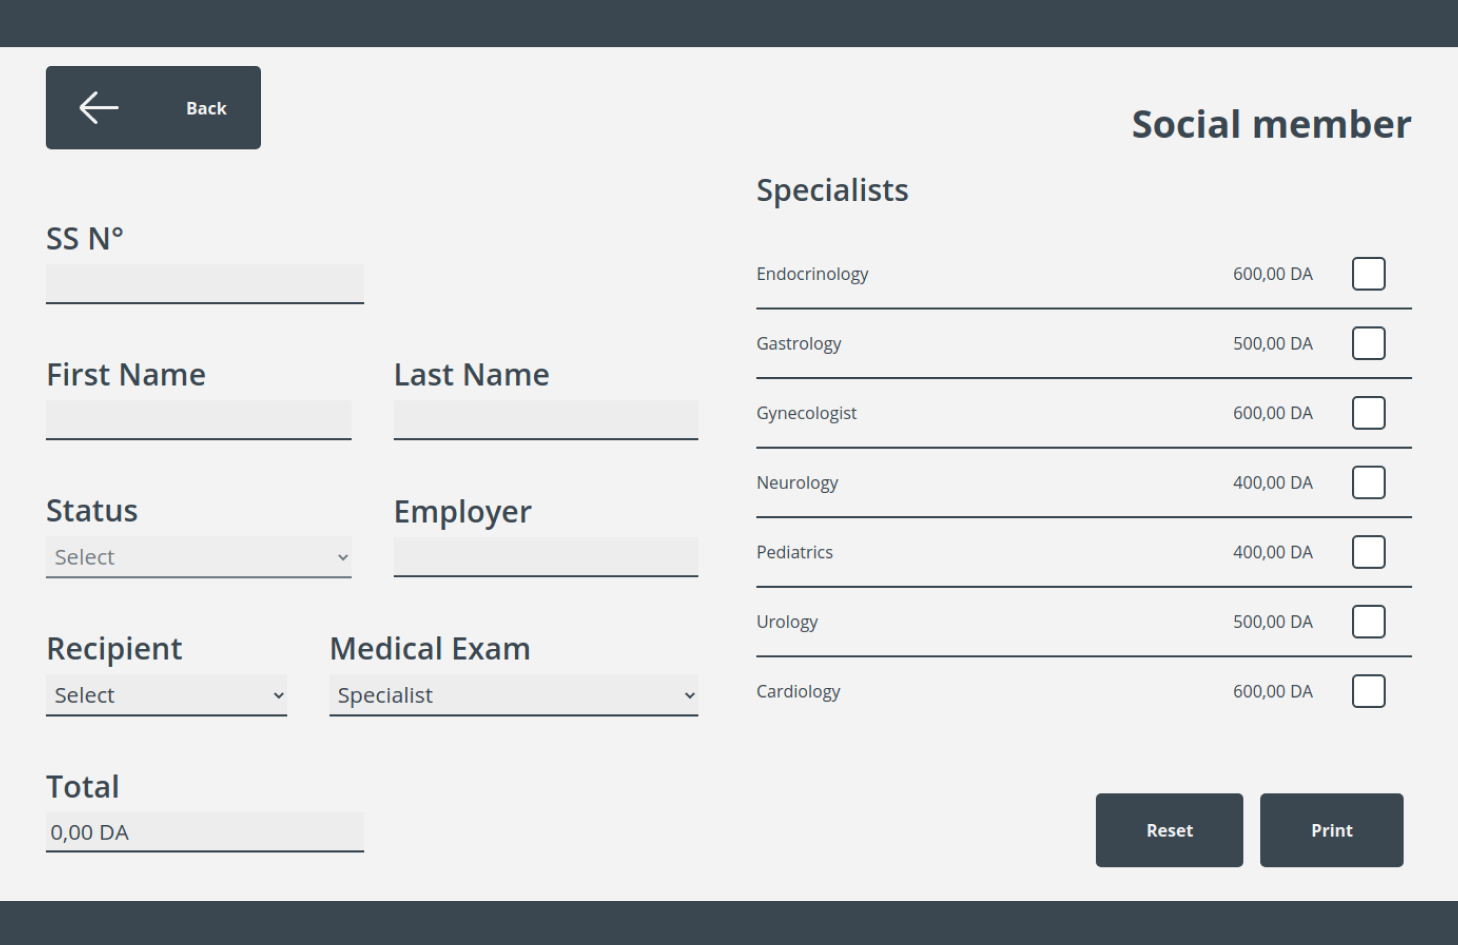 Back
Social member
SS N°
First Name
Last Name
Status
Select
Employer
Recipient
Select
Medical Exam
Specialist
Total
0,00 DA
Specialists
Endocrinology 600,00 DA
Gastrology 500,00 DA
Gynecologist 600,00 DA
Neurology 400,00 DA
Pediatrics 400,00 DA
Urology 500,00 DA
Cardiology 600,00 DA
Reset
Print